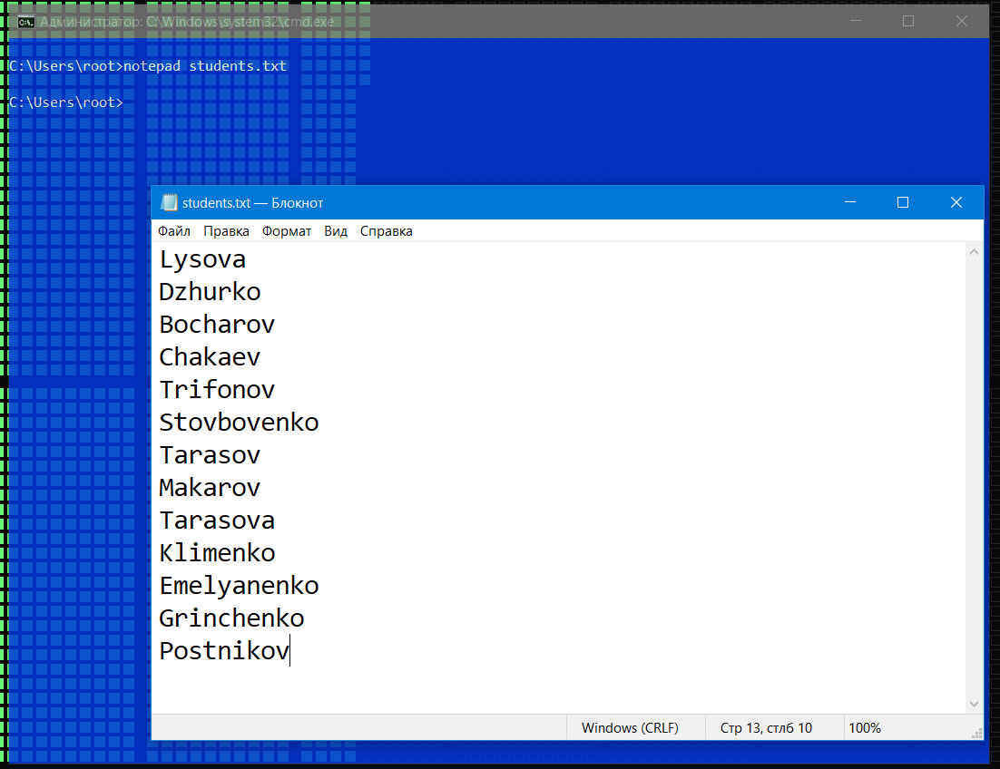 Администратор: C:\Windows\system32\cmd.exe
C:\Users\root>notepad students.txt
C:\Users\root>
students.txt — Блокнот
Файл Правка Формат Вид Справка
Lysova
Dzhurko
Bocharov
Chakaev
Trifonov
Stovbovenko
Tarasov
Makarov
Tarasova
Klimenko
Emelyanenko
Grinchenko
Postnikov
Windows (CRLF) Стр 13, стлб 10 100%